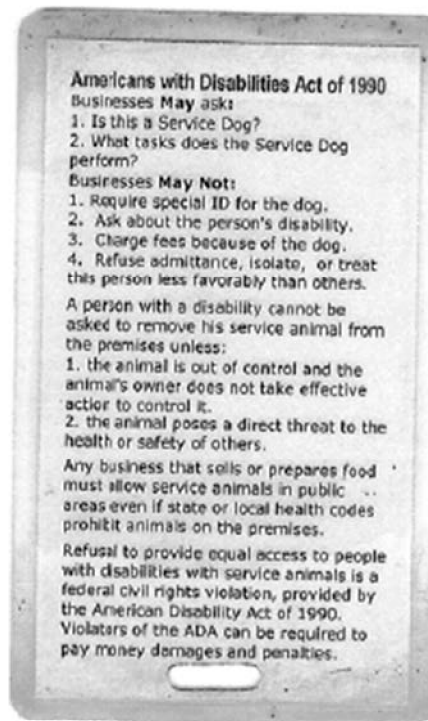 Americans with Disabilities Act of 1990
Businesses May ask:
1. Is this a Service Dog?
2. What tasks does the Service Dog
perform?
Businesses May Not:
1. Require special ID for the dog.
2. Ask about the person's disability.
3. Charge fees because of the dog.
4. Refuse admittance, isolate, or treat
this person less favorably than others.
A person with a disability cannot be
asked to remove his service animal from
the premises unless:
1. the animal is out of control and the
animal's owner does not take effective
action to control it.
2. the animal poses a direct threat to the
health or safety of others.
Any business that sells or prepares food
must allow service animals in public
areas even if state or local health codes
prohibit animals on the premises.
Refusal to provide equal access to people
with disabilities with service animals is a
federal civil rights violation, provided by
the American Disability Act of 1990.
Violators of the ADA can be required to
pay money damages and penalties.